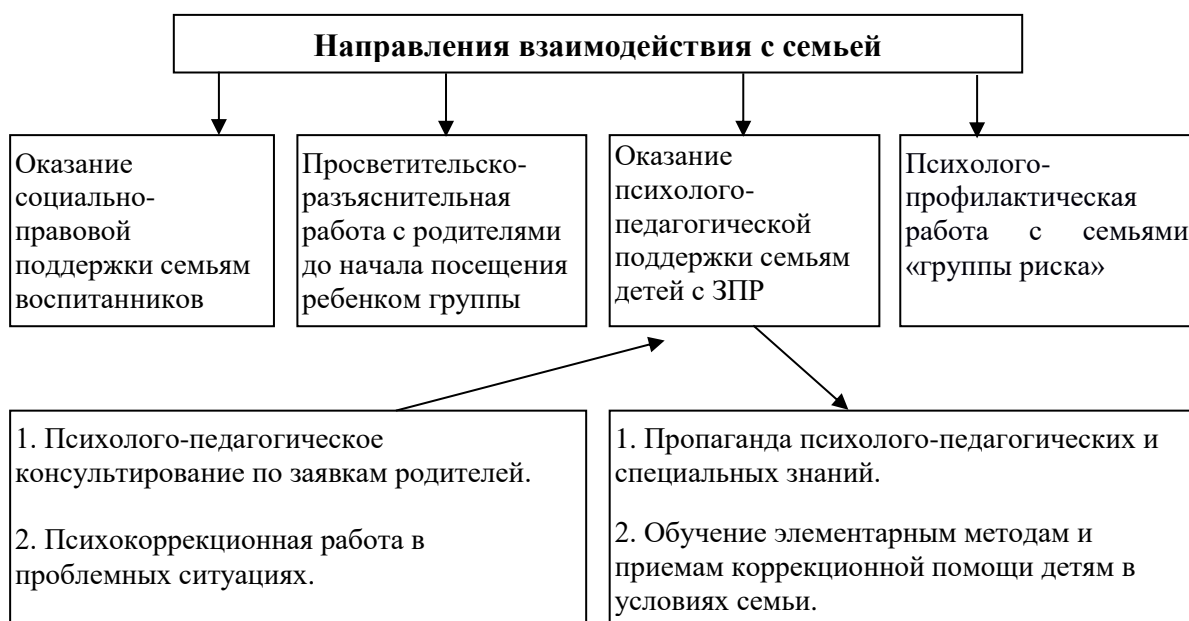 Направления взаимодействия с семьей
Оказание
социально-
правовой
поддержки семьям
воспитанников
Просветительско-
разъяснительная
работа с родителями
до начала посещения
ребенком группы
Оказание
психолого-
педагогической
поддержки семьям
детей с ЗПР
Психолого-
профилактическая
работа с семьями
«группы риска»
1. Психолого-педагогическое
консультирование по заявкам родителей.
2. Психокоррекционная работа в
проблемных ситуациях.
1. Пропаганда психолого-педагогических и
специальных знаний.
2. Обучение элементарным методам и
приемам коррекционной помощи детям в
условиях семьи.